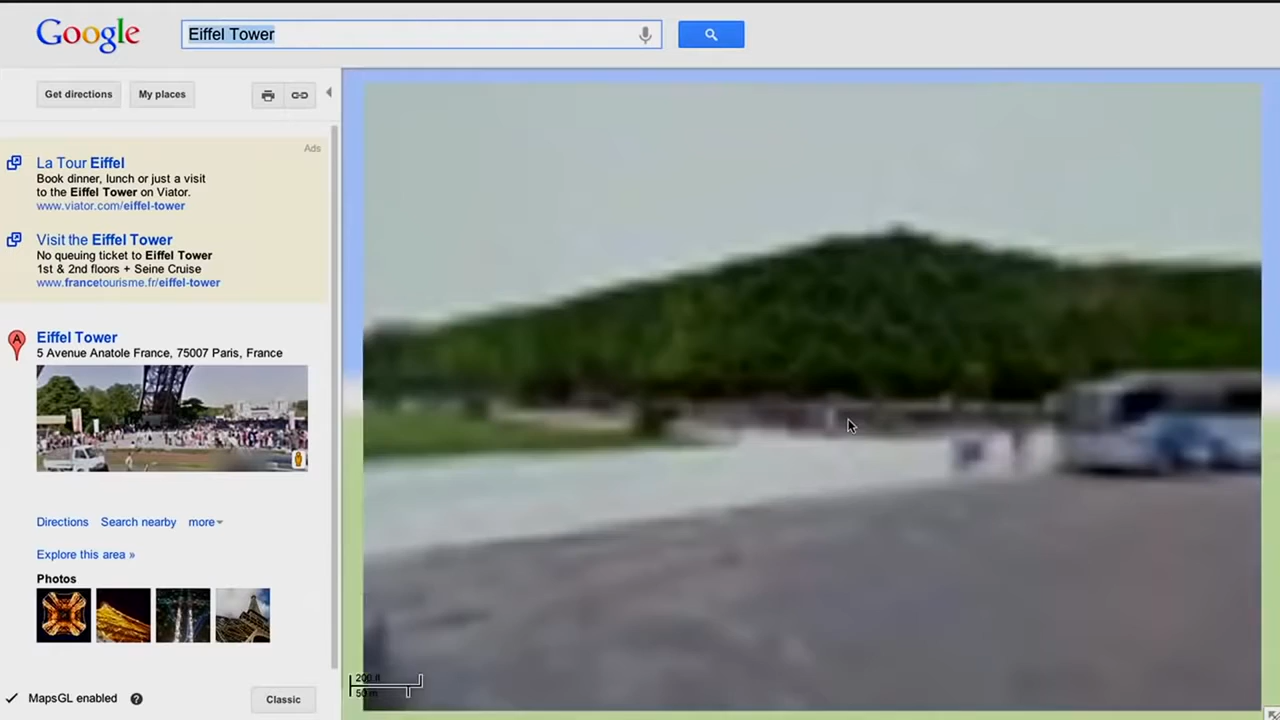 Google
Eiffel Tower
Get directions
My places
Ads
La Tour Eiffel
Book dinner, lunch or just a visit
to the Eiffel Tower on Viator.
www.viator.com/eiffel-tower
Visit the Eiffel Tower
No queuing ticket to Eiffel Tower
1st & 2nd floors + Seine Cruise
www.francetourisme.fr/eiffel-tower
A
Eiffel Tower
5 Avenue Anatole France, 75007 Paris, France
Directions Search nearby more
Explore this area »
Photos
MapsGL enabled ?
Classic
200 ft
50 m